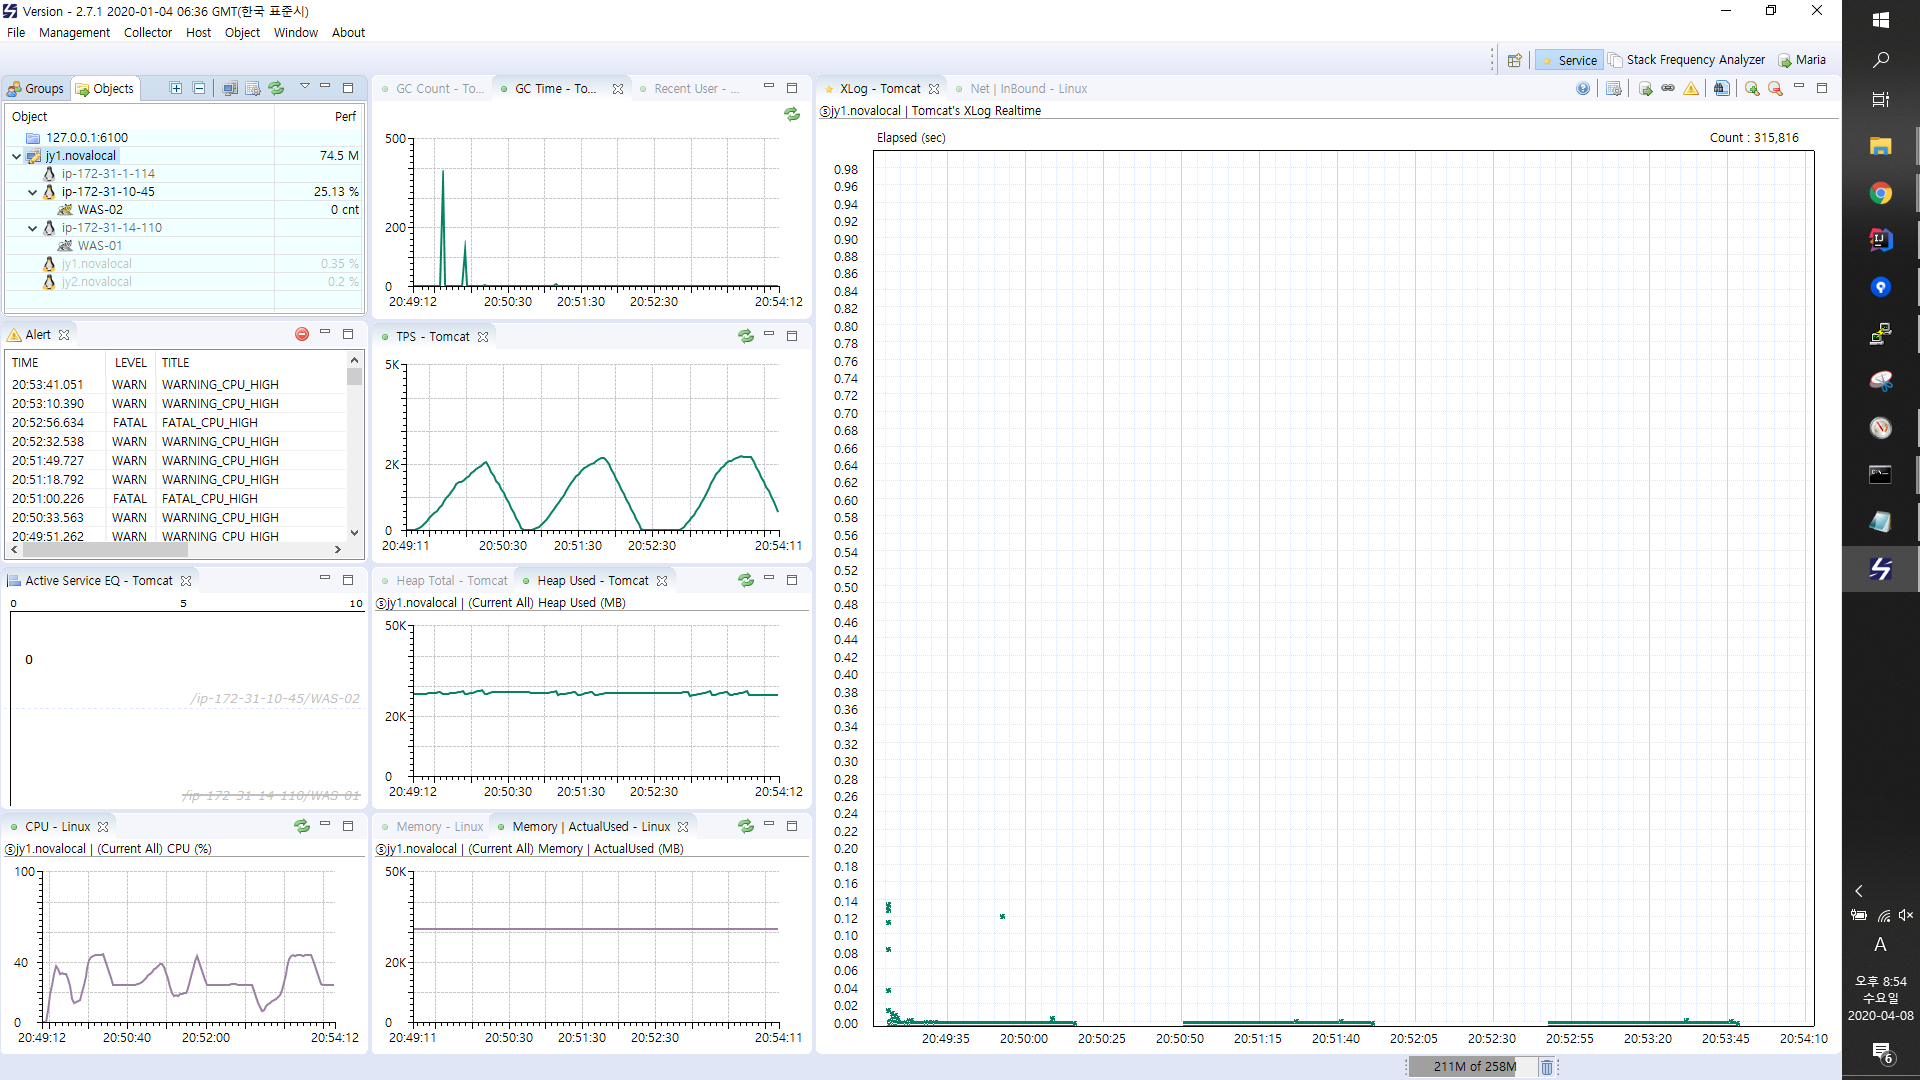 Version - 2.7.1 2020-01-04 06:36 GMT(한국 표준시)
File Management Collector Host Object Window About
Service Stack Frequency Analyzer Maria
Groups Objects
Object Perf
127.0.0.1:6100
jy1.novalocal 74.5 M
ip-172-31-1-114
ip-172-31-10-45 25.13 %
WAS-02 0 cnt
ip-172-31-14-110
WAS-01
jy1.novalocal 0.35 %
jy2.novalocal 0.2 %
Alert
TIME LEVEL TITLE
20:53:41.051 WARN WARNING_CPU_HIGH
20:53:10.390 WARN WARNING_CPU_HIGH
20:52:56.634 FATAL FATAL_CPU_HIGH
20:52:32.538 WARN WARNING_CPU_HIGH
20:51:49.727 WARN WARNING_CPU_HIGH
20:51:18.792 WARN WARNING_CPU_HIGH
20:51:00.226 FATAL FATAL_CPU_HIGH
20:50:33.563 WARN WARNING_CPU_HIGH
20:49:51.262 WARN WARNING_CPU_HIGH
Active Service EQ - Tomcat
0 5 10
0
/ip-172-31-10-45/WAS-02
/ip-172-31-14-110/WAS-01
CPU - Linux
ⓢjy1.novalocal | (Current All) CPU (%)
100
40
0
20:49:12 20:50:40 20:52:00 20:54:12
GC Count - To... GC Time - To... Recent User - ...
500
200
0
20:49:12 20:50:30 20:51:30 20:52:30 20:54:12
TPS - Tomcat
5K
2K
0
20:49:11 20:50:30 20:51:30 20:52:30 20:54:11
Heap Total - Tomcat Heap Used - Tomcat
ⓢjy1.novalocal | (Current All) Heap Used (MB)
50K
20K
0
20:49:12 20:50:30 20:51:30 20:52:30 20:54:12
Memory - Linux Memory | ActualUsed - Linux
ⓢjy1.novalocal | (Current All) Memory | ActualUsed (MB)
50K
20K
0
20:49:11 20:50:30 20:51:30 20:52:30 20:54:11
XLog - Tomcat Net | InBound - Linux
ⓢjy1.novalocal | Tomcat's XLog Realtime
Elapsed (sec) Count : 315,816
0.98
0.96
0.94
0.92
0.90
0.88
0.86
0.84
0.82
0.80
0.78
0.76
0.74
0.72
0.70
0.68
0.66
0.64
0.62
0.60
0.58
0.56
0.54
0.52
0.50
0.48
0.46
0.44
0.42
0.40
0.38
0.36
0.34
0.32
0.30
0.28
0.26
0.24
0.22
0.20
0.18
0.16
0.14
0.12
0.10
0.08
0.06
0.04
0.02
0.00
20:49:35 20:50:00 20:50:25 20:50:50 20:51:15 20:51:40 20:52:05 20:52:30 20:52:55 20:53:20 20:53:45 20:54:10
211M of 258M
A
오후 8:54
수요일
2020-04-08
6